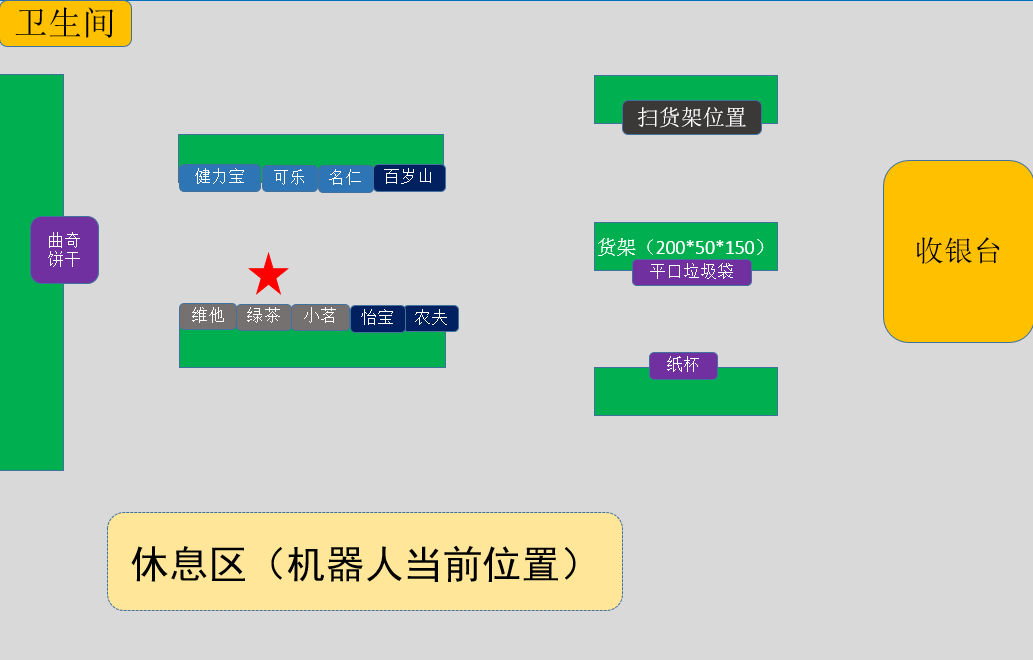 卫生间
扫货架位置
健力宝
可乐
名仁
百岁山
曲奇
饼干
货架（200*50*150）
平口垃圾袋
收银台
维他
绿茶
小茗
怡宝
农夫
纸杯
休息区（机器人当前位置）